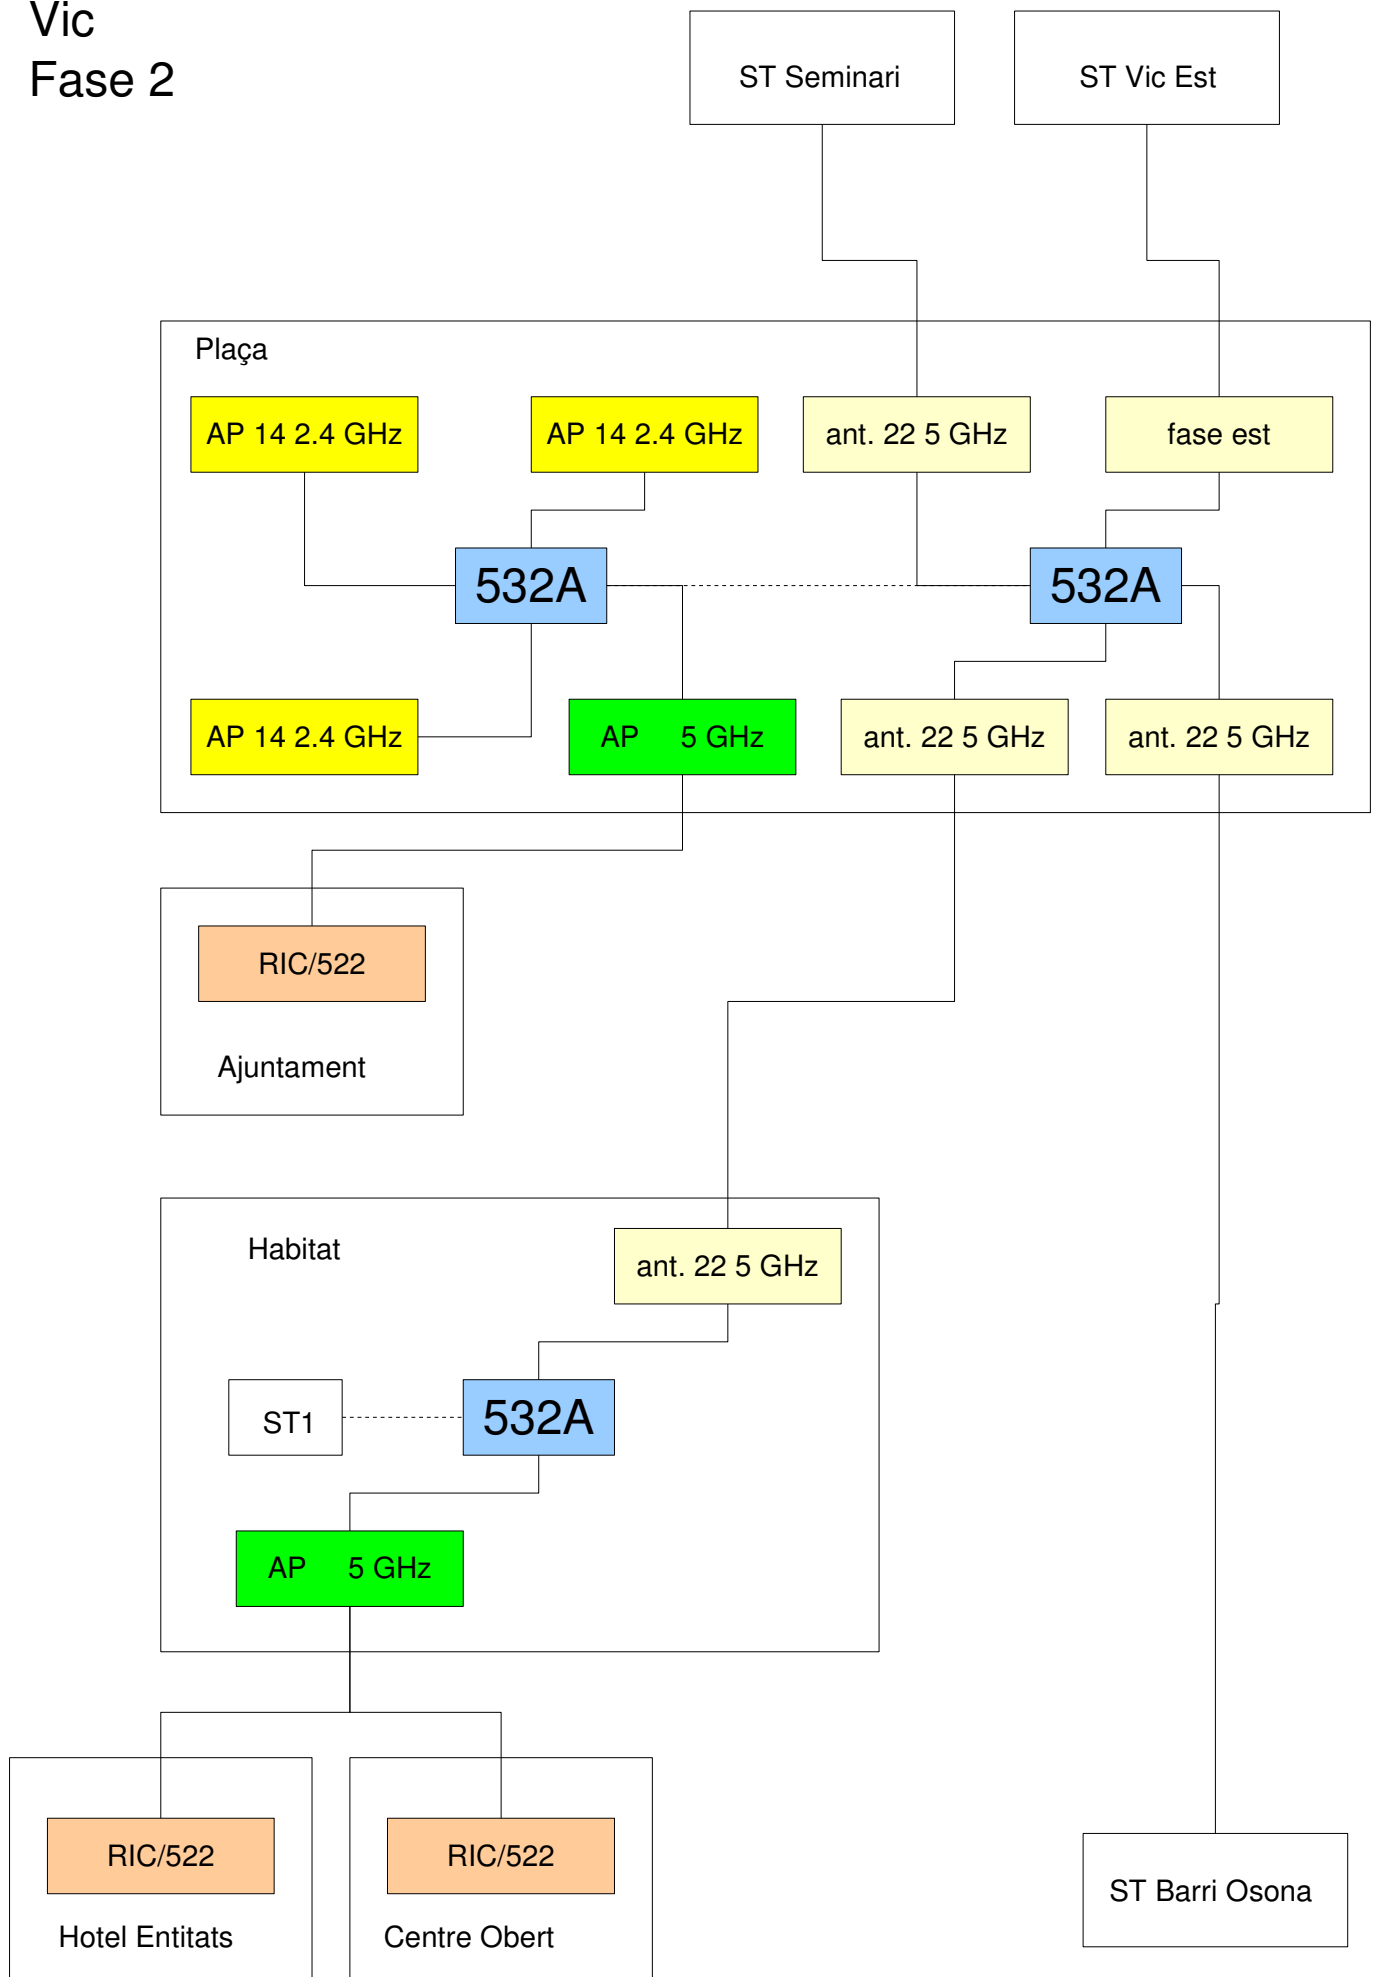 Vic
Fase 2
ST Seminari
ST Vic Est
Plaça
AP 14 2.4 GHz
AP 14 2.4 GHz
ant. 22 5 GHz
fase est
532A
532A
AP 14 2.4 GHz
AP 5 GHz
ant. 22 5 GHz
ant. 22 5 GHz
RIC/522
Ajuntament
Habitat
ant. 22 5 GHz
ST1
532A
AP 5 GHz
RIC/522
RIC/522
ST Barri Osona
Hotel Entitats
Centre Obert